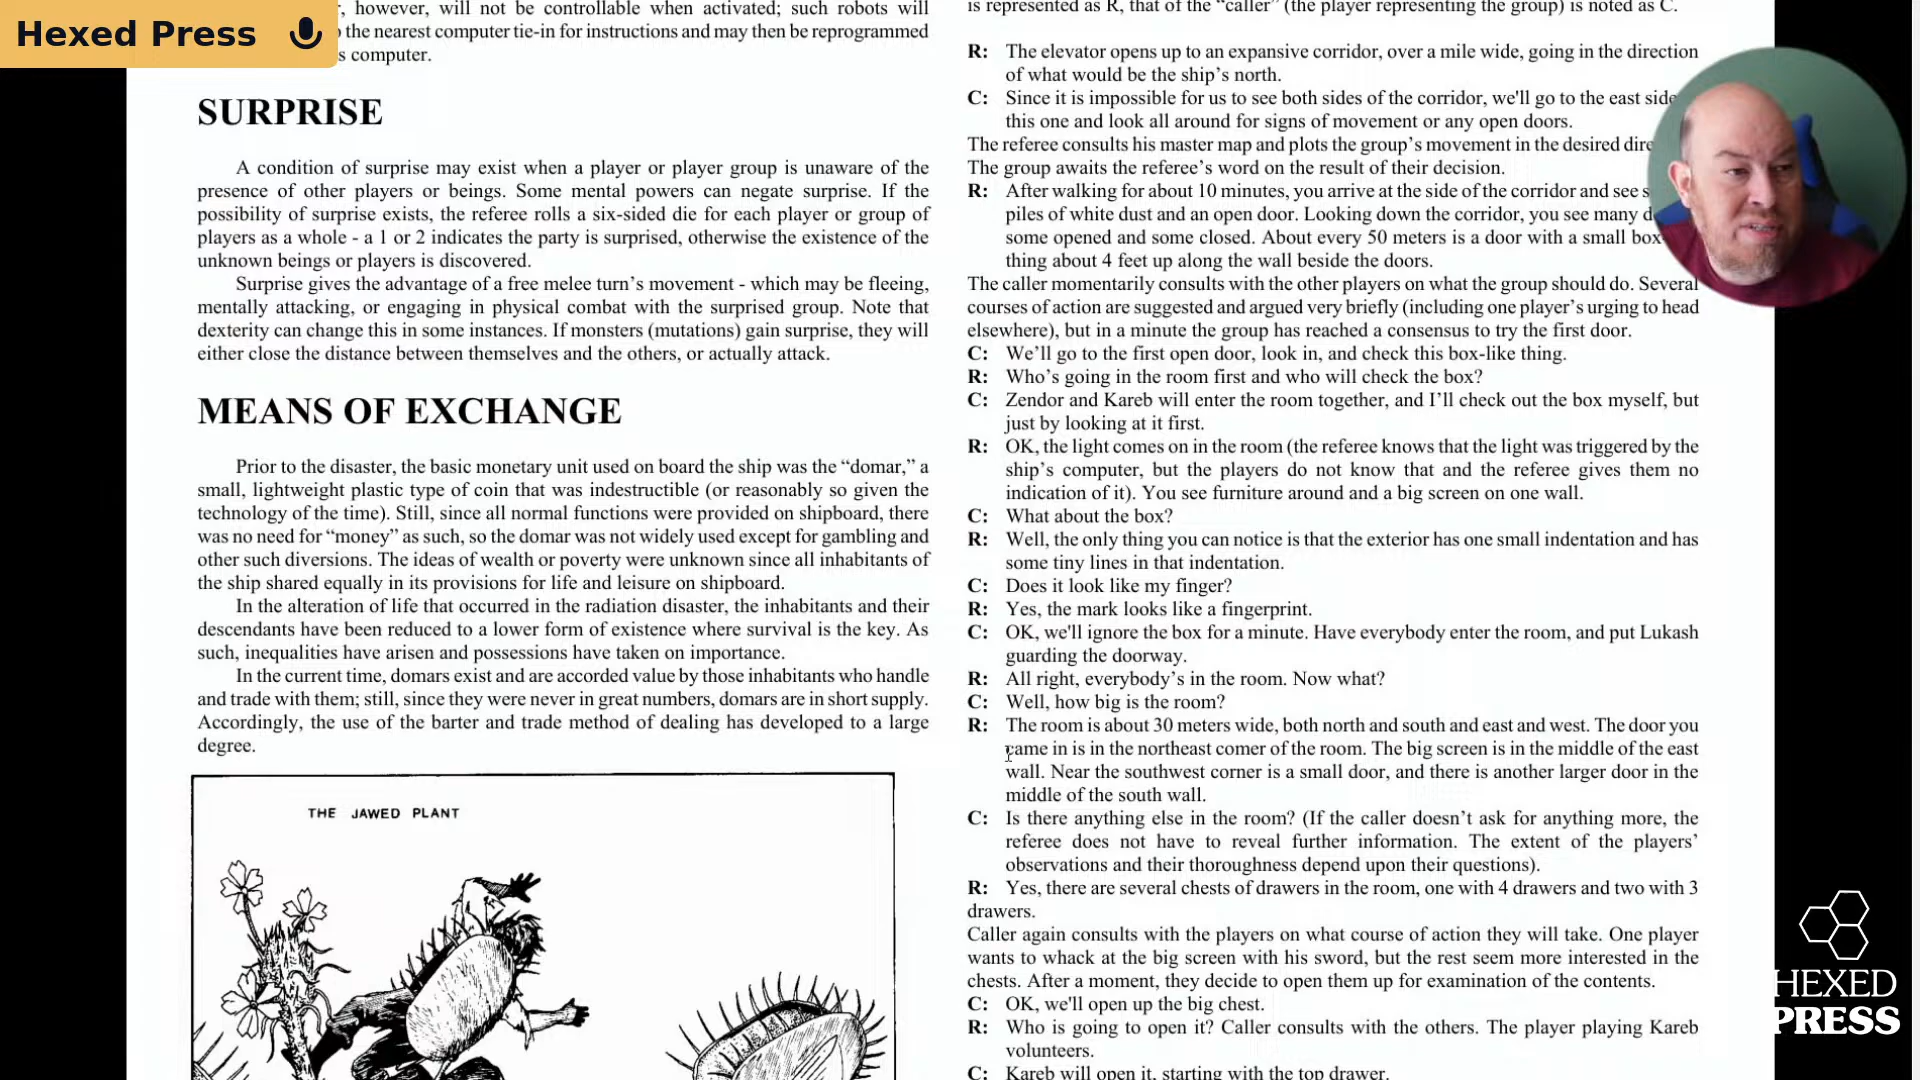 Hexed Press
r, however, will not be controllable when activated; such robots will
the nearest computer tie-in for instructions and may then be reprogrammed
s computer.
SURPRISE
A condition of surprise may exist when a player or player group is unaware of the
presence of other players or beings. Some mental powers can negate surprise. If the
possibility of surprise exists, the referee rolls a six-sided die for each player or group of
players as a whole - a 1 or 2 indicates the party is surprised, otherwise the existence of the
unknown beings or players is discovered.
Surprise gives the advantage of a free melee turn’s movement - which may be fleeing,
mentally attacking, or engaging in physical combat with the surprised group. Note that
dexterity can change this in some instances. If monsters (mutations) gain surprise, they will
either close the distance between themselves and the others, or actually attack.
MEANS OF EXCHANGE
Prior to the disaster, the basic monetary unit used on board the ship was the “domar,” a
small, lightweight plastic type of coin that was indestructible (or reasonably so given the
technology of the time). Still, since all normal functions were provided on shipboard, there
was no need for “money” as such, so the domar was not widely used except for gambling and
other such diversions. The ideas of wealth or poverty were unknown since all inhabitants of
the ship shared equally in its provisions for life and leisure on shipboard.
In the alteration of life that occurred in the radiation disaster, the inhabitants and their
descendants have been reduced to a lower form of existence where survival is the key. As
such, inequalities have arisen and possessions have taken on importance.
In the current time, domars exist and are accorded value by those inhabitants who handle
and trade with them; still, since they were never in great numbers, domars are in short supply.
Accordingly, the use of the barter and trade method of dealing has developed to a large
degree.
THE JAWED PLANT
is represented as R, that of the “caller” (the player representing the group) is noted as C.
R: The elevator opens up to an expansive corridor, over a mile wide, going in the direction
of what would be the ship’s north.
C: Since it is impossible for us to see both sides of the corridor, we'll go to the east side
this one and look all around for signs of movement or any open doors.
The referee consults his master map and plots the group’s movement in the desired dire
The group awaits the referee’s word on the result of their decision.
R: After walking for about 10 minutes, you arrive at the side of the corridor and see s
piles of white dust and an open door. Looking down the corridor, you see many d
some opened and some closed. About every 50 meters is a door with a small box
thing about 4 feet up along the wall beside the doors.
The caller momentarily consults with the other players on what the group should do. Several
courses of action are suggested and argued very briefly (including one player’s urging to head
elsewhere), but in a minute the group has reached a consensus to try the first door.
C: We’ll go to the first open door, look in, and check this box-like thing.
R: Who’s going in the room first and who will check the box?
C: Zendor and Kareb will enter the room together, and I’ll check out the box myself, but
just by looking at it first.
R: OK, the light comes on in the room (the referee knows that the light was triggered by the
ship’s computer, but the players do not know that and the referee gives them no
indication of it). You see furniture around and a big screen on one wall.
C: What about the box?
R: Well, the only thing you can notice is that the exterior has one small indentation and has
some tiny lines in that indentation.
C: Does it look like my finger?
R: Yes, the mark looks like a fingerprint.
C: OK, we'll ignore the box for a minute. Have everybody enter the room, and put Lukash
guarding the doorway.
R: All right, everybody’s in the room. Now what?
C: Well, how big is the room?
R: The room is about 30 meters wide, both north and south and east and west. The door you
came in is in the northeast comer of the room. The big screen is in the middle of the east
wall. Near the southwest corner is a small door, and there is another larger door in the
middle of the south wall.
C: Is there anything else in the room? (If the caller doesn’t ask for anything more, the
referee does not have to reveal further information. The extent of the players’
observations and their thoroughness depend upon their questions).
R: Yes, there are several chests of drawers in the room, one with 4 drawers and two with 3
drawers.
Caller again consults with the players on what course of action they will take. One player
wants to whack at the big screen with his sword, but the rest seem more interested in the
chests. After a moment, they decide to open them up for examination of the contents.
C: OK, we'll open up the big chest.
R: Who is going to open it? Caller consults with the others. The player playing Kareb
volunteers.
C: Kareb will open it, starting with the top drawer.
HEXED
PRESS